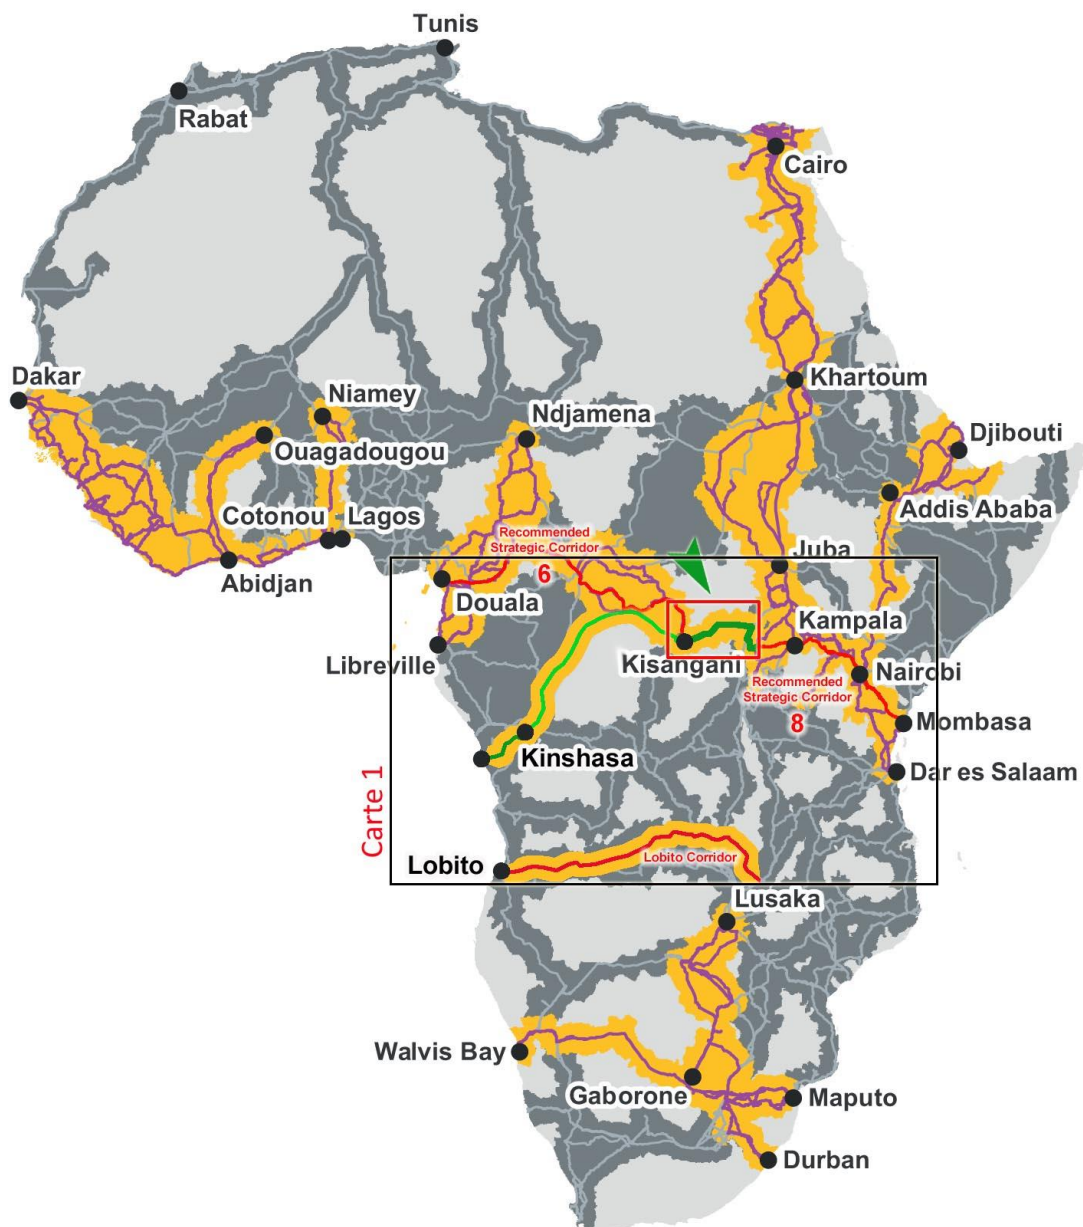 Tunis
Rabat
Cairo
Dakar
Niamey
Ndjamena
Khartoum
Djibouti
Ouagadougou
Addis Ababa
Cotonou
Lagos
Abidjan
Recommended
Strategic Corridor
6
Juba
Douala
Kampala
Libreville
Kisangani
Nairobi
Recommended
Strategic Corridor
8
Mombasa
Kinshasa
Dar es Salaam
Carte 1
Lobito
Lobito Corridor
Lusaka
Walvis Bay
Gaborone
Maputo
Durban